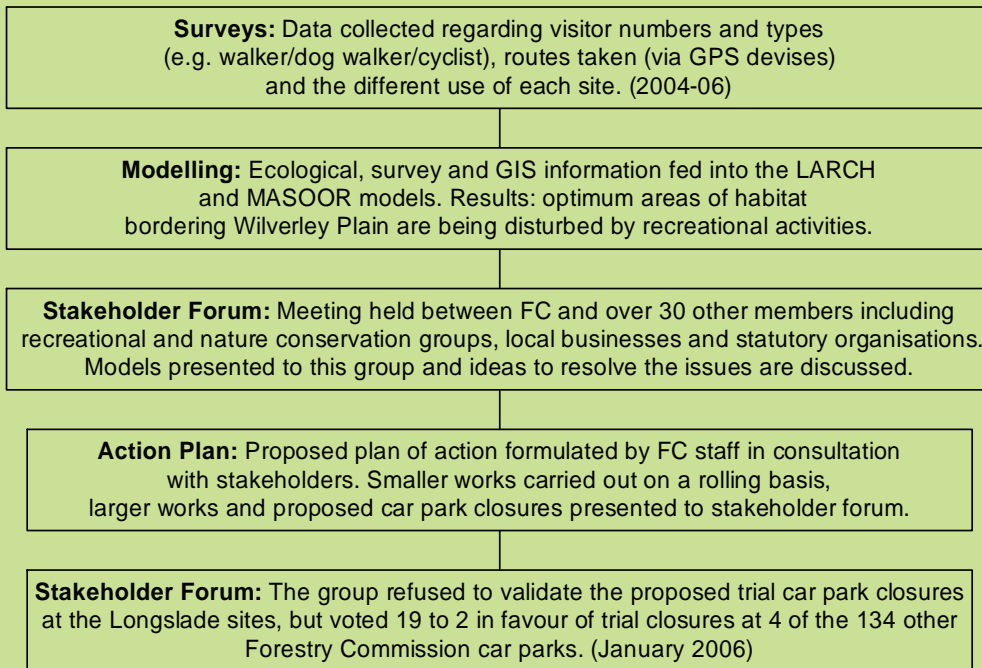 Surveys: Data collected regarding visitor numbers and types
(e.g. walker/dog walker/cyclist), routes taken (via GPS devises)
and the different use of each site. (2004-06)
Modelling: Ecological, survey and GIS information fed into the LARCH
and MASOOR models. Results: optimum areas of habitat
bordering Wilverley Plain are being disturbed by recreational activities.
Stakeholder Forum: Meeting held between FC and over 30 other members including
recreational and nature conservation groups, local businesses and statutory organisations.
Models presented to this group and ideas to resolve the issues are discussed.
Action Plan: Proposed plan of action formulated by FC staff in consultation
with stakeholders. Smaller works carried out on a rolling basis,
larger works and proposed car park closures presented to stakeholder forum.
Stakeholder Forum: The group refused to validate the proposed trial car park closures
at the Longslade sites, but voted 19 to 2 in favour of trial closures at 4 of the 134 other
Forestry Commission car parks. (January 2006)